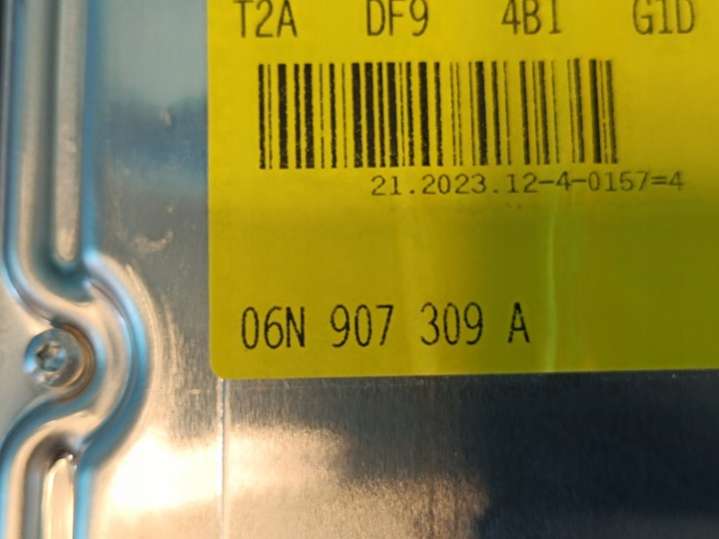 T2A DF9 4BI G1D
21.2023.12-4-0157=4
06N 907 309 A